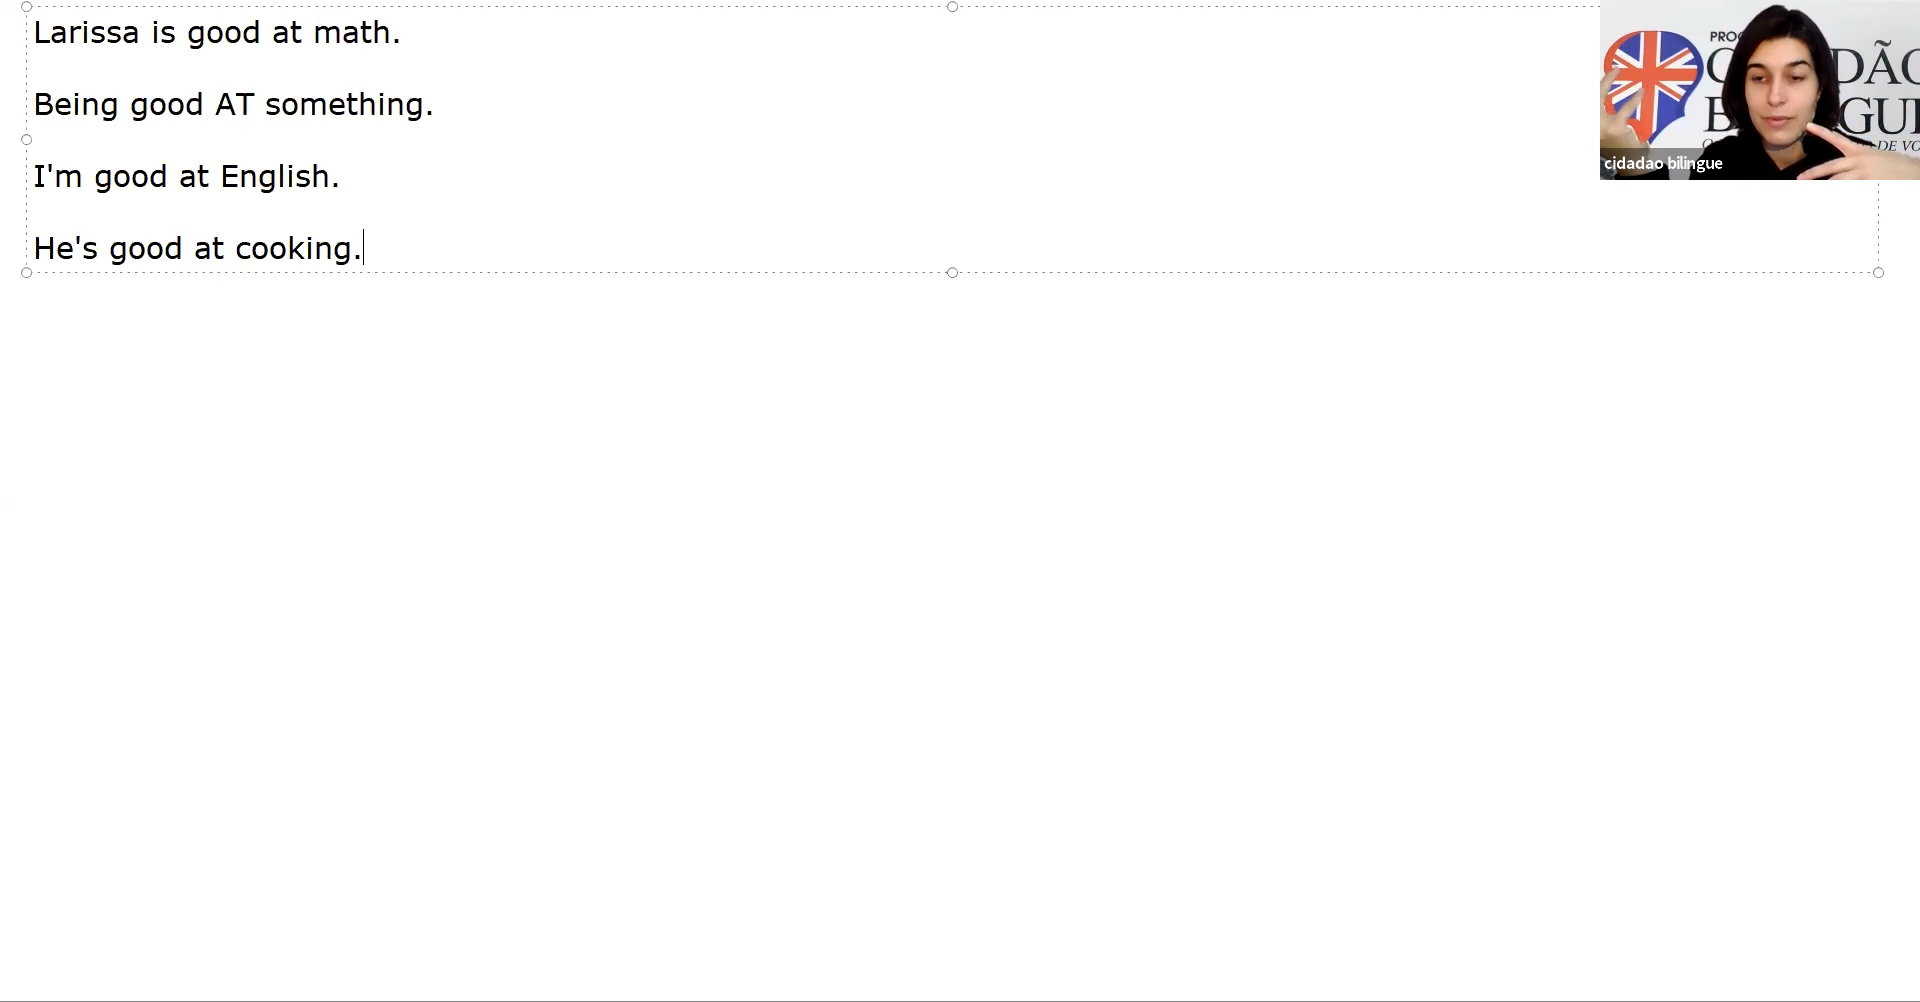 Larissa is good at math.
Being good AT something.
I'm good at English.
He's good at cooking.
cidadao bilingue